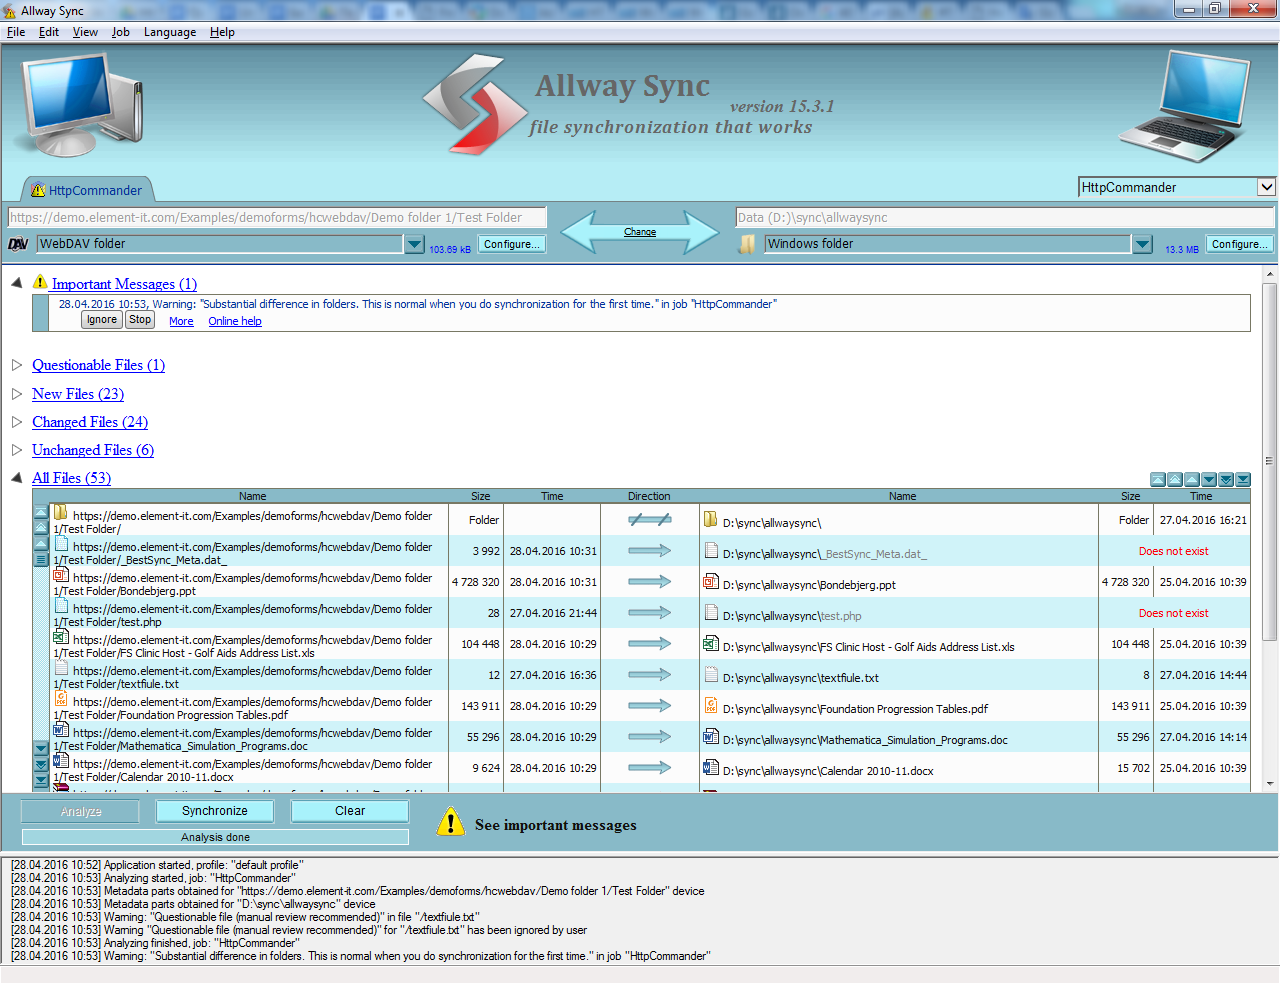 Allway Sync
File Edit View Job Language Help
Allway Sync
version 15.3.1
file synchronization that works
HttpCommander
HttpCommander
https://demo.element-it.com/Examples/demoforms/hcwebdav/Demo folder 1/Test Folder
Change
Data (D:)\sync\allwaysync
DAV WebDAV folder 103.69 kB Configure...
Windows folder 13.3 MB Configure...
Important Messages (1)
28.04.2016 10:53, Warning: "Substantial difference in folders. This is normal when you do synchronization for the first time." in job "HttpCommander"
Ignore Stop More Online help
Questionable Files (1)
New Files (23)
Changed Files (24)
Unchanged Files (6)
All Files (53)
Name Size Time Direction Name Size Time
https://demo.element-it.com/Examples/demoforms/hcwebdav/Demo folder
1/Test Folder/ Folder D:\sync\allwaysync\ Folder 27.04.2016 16:21
https://demo.element-it.com/Examples/demoforms/hcwebdav/Demo folder
1/Test Folder/_BestSync_Meta.dat_ 3 992 28.04.2016 10:31 D:\sync\allwaysync\_BestSync_Meta.dat_ Does not exist
https://demo.element-it.com/Examples/demoforms/hcwebdav/Demo folder
1/Test Folder/Bondebjerg.ppt 4 728 320 28.04.2016 10:31 D:\sync\allwaysync\Bondebjerg.ppt 4 728 320 25.04.2016 10:39
https://demo.element-it.com/Examples/demoforms/hcwebdav/Demo folder
1/Test Folder/test.php 28 27.04.2016 21:44 D:\sync\allwaysync\test.php Does not exist
https://demo.element-it.com/Examples/demoforms/hcwebdav/Demo folder
1/Test Folder/FS Clinic Host - Golf Aids Address List.xls 104 448 28.04.2016 10:29 D:\sync\allwaysync\FS Clinic Host - Golf Aids Address List.xls 104 448 25.04.2016 10:39
https://demo.element-it.com/Examples/demoforms/hcwebdav/Demo folder
1/Test Folder/textfiule.txt 12 27.04.2016 16:36 D:\sync\allwaysync\textfiule.txt 8 27.04.2016 14:44
https://demo.element-it.com/Examples/demoforms/hcwebdav/Demo folder
1/Test Folder/Foundation Progression Tables.pdf 143 911 28.04.2016 10:29 D:\sync\allwaysync\Foundation Progression Tables.pdf 143 911 25.04.2016 10:39
https://demo.element-it.com/Examples/demoforms/hcwebdav/Demo folder
1/Test Folder/Mathematica_Simulation_Programs.doc 55 296 28.04.2016 10:29 D:\sync\allwaysync\Mathematica_Simulation_Programs.doc 55 296 27.04.2016 14:14
https://demo.element-it.com/Examples/demoforms/hcwebdav/Demo folder
1/Test Folder/Calendar 2010-11.docx 9 624 28.04.2016 10:29 D:\sync\allwaysync\Calendar 2010-11.docx 15 702 25.04.2016 10:39
Analyze Synchronize Clear
Analysis done
See important messages
[28.04.2016 10:52] Application started, profile: "default profile"
[28.04.2016 10:53] Analyzing started, job: "HttpCommander"
[28.04.2016 10:53] Metadata parts obtained for "https://demo.element-it.com/Examples/demoforms/hcwebdav/Demo folder 1/Test Folder" device
[28.04.2016 10:53] Metadata parts obtained for "D:\sync\allwaysync" device
[28.04.2016 10:53] Warning: "Questionable file (manual review recommended)" in file "/textfiule.txt"
[28.04.2016 10:53] Warning "Questionable file (manual review recommended)" for "/textfiule.txt" has been ignored by user
[28.04.2016 10:53] Analyzing finished, job: "HttpCommander"
[28.04.2016 10:53] Warning: "Substantial difference in folders. This is normal when you do synchronization for the first time." in job "HttpCommander"